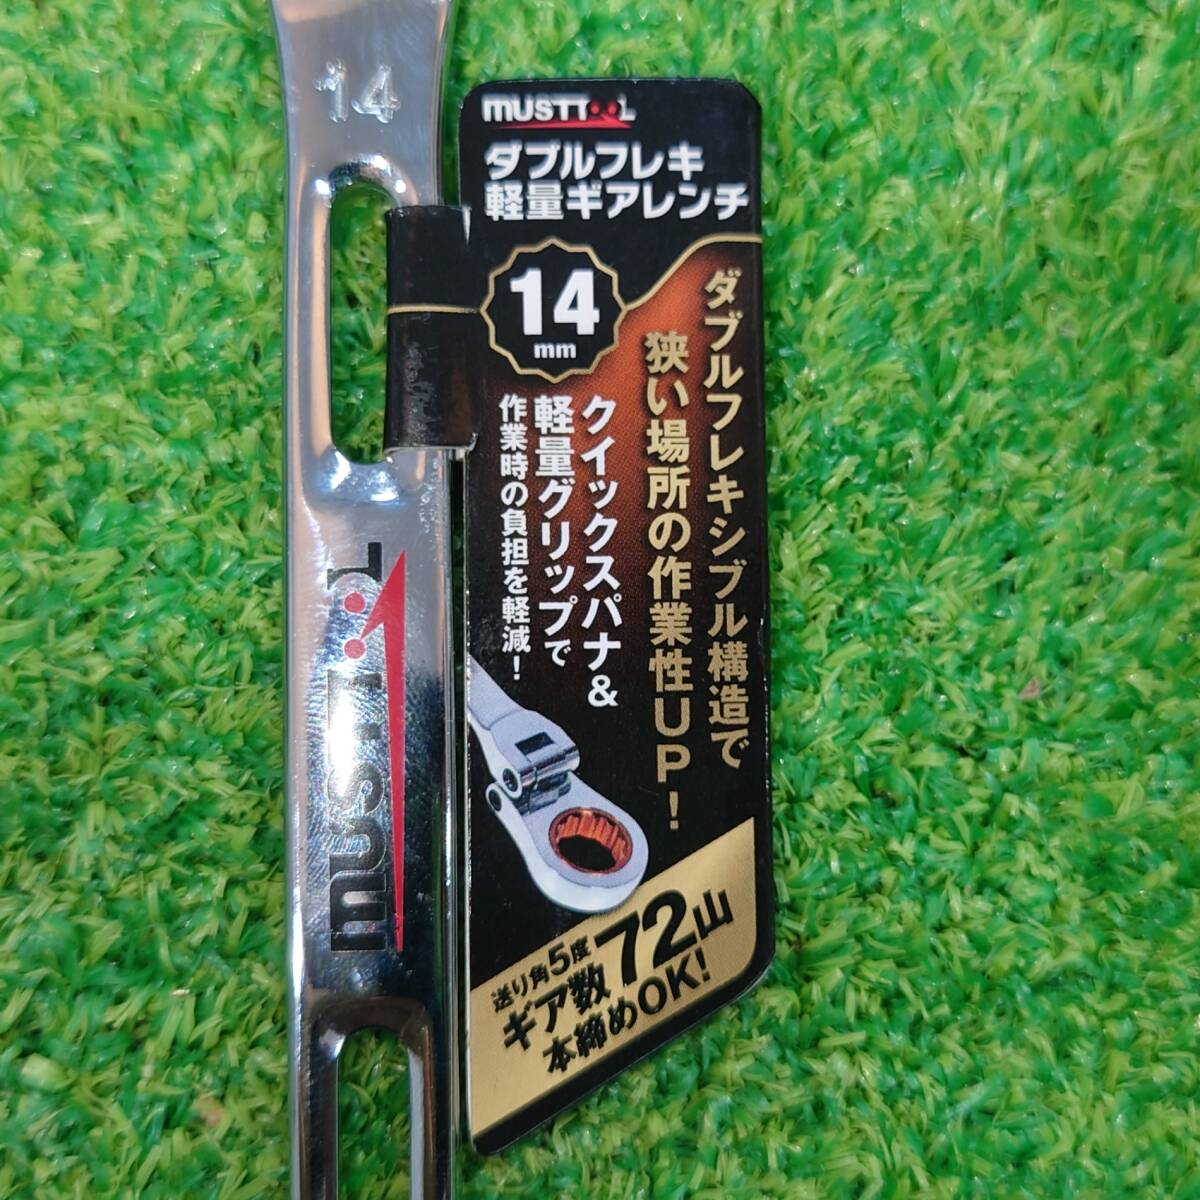 14
MUSTTOOL
MUSTTOOL
ダブルフレキ
軽量ギアレンチ
14
mm
ダブルフレキシブル構造で
狭い場所の作業性UP!
クイックスパナ&
軽量グリップで
作業時の負担を軽減!
送り角5度
ギア数72山
本締めOK!